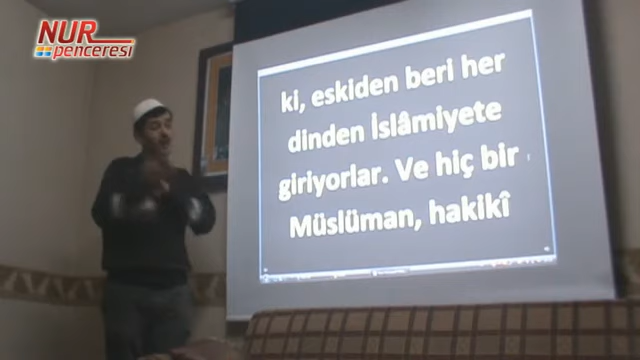 NUR
penceresi
ki, eskiden beri her
dinden İslâmiyete
giriyorlar. Ve hiç bir
Müslüman, hakikî